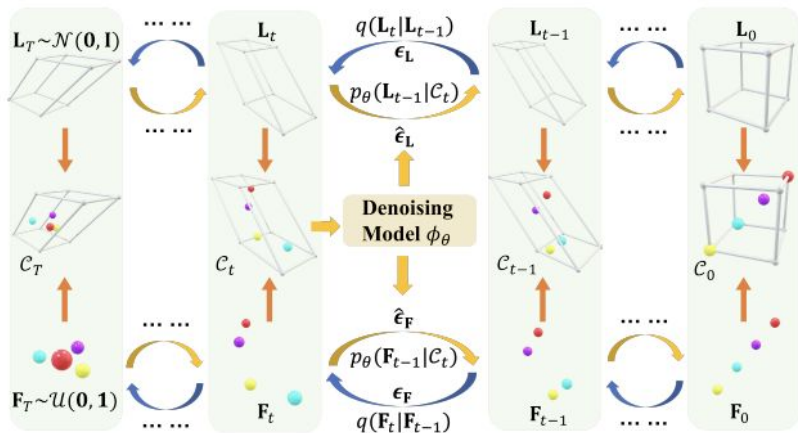 … …
… …
𝐋_T~𝒩(𝟎, 𝐈)
𝐋_t
q(𝐋_t|𝐋_{t−1})
𝐋_{t−1}
𝐋_0
ϵ_𝐋
p_θ(𝐋_{t−1}|𝒞_t)
… …
… …
ϵ̂_𝐋
Denoising
Model ϕ_θ
𝒞_T
𝒞_t
𝒞_{t−1}
𝒞_0
… …
ϵ̂_𝐅
… …
p_θ(𝐅_{t−1}|𝒞_t)
ϵ_𝐅
𝐅_T~𝒰(𝟎, 𝟏)
𝐅_t
q(𝐅_t|𝐅_{t−1})
𝐅_{t−1}
𝐅_0
… …
… …